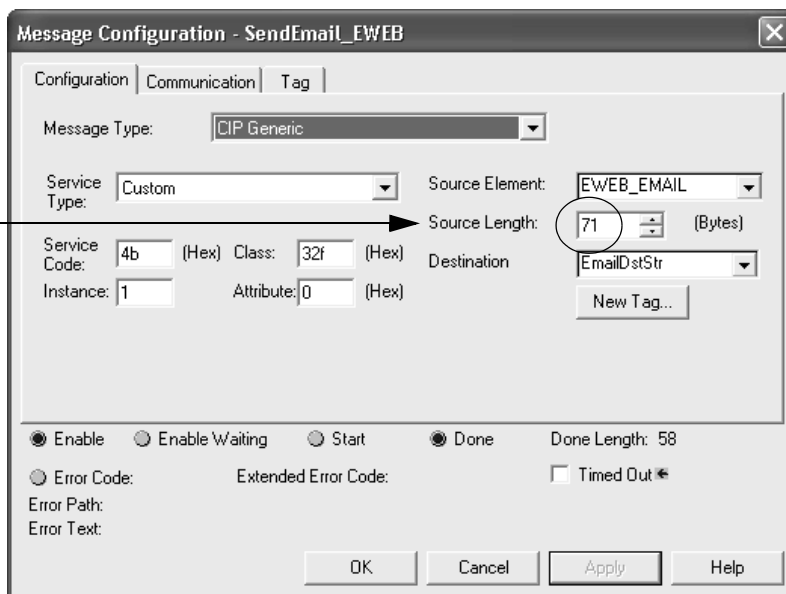 Message Configuration - SendEmail_EWEB
Configuration Communication Tag
Message Type: CIP Generic
Service Type: Custom
Source Element: EWEB_EMAIL
Source Length: 71 (Bytes)
Service Code: 4b (Hex) Class: 32f (Hex)
Destination EmailDstStr
Instance: 1 Attribute: 0 (Hex)
New Tag...
Enable Enable Waiting Start Done Done Length: 58
Error Code: Extended Error Code: Timed Out
Error Path:
Error Text:
OK Cancel Apply Help